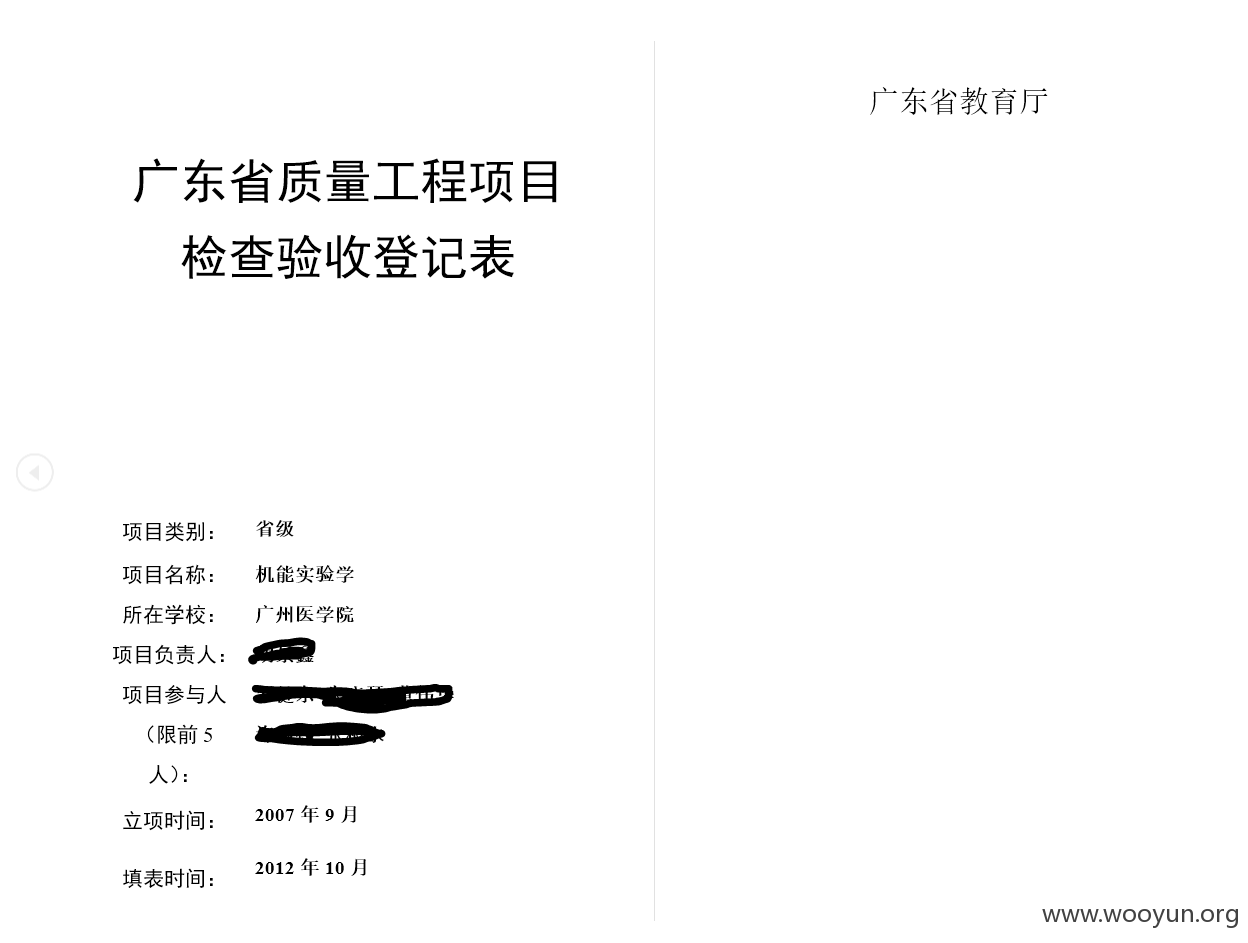 广东省质量工程项目
检查验收登记表
项目类别： 省级
项目名称： 机能实验学
所在学校： 广州医学院
项目负责人：
项目参与人
（限前 5
人）：
立项时间： 2007 年 9 月
填表时间： 2012 年 10 月
广东省教育厅
www.wooyun.org